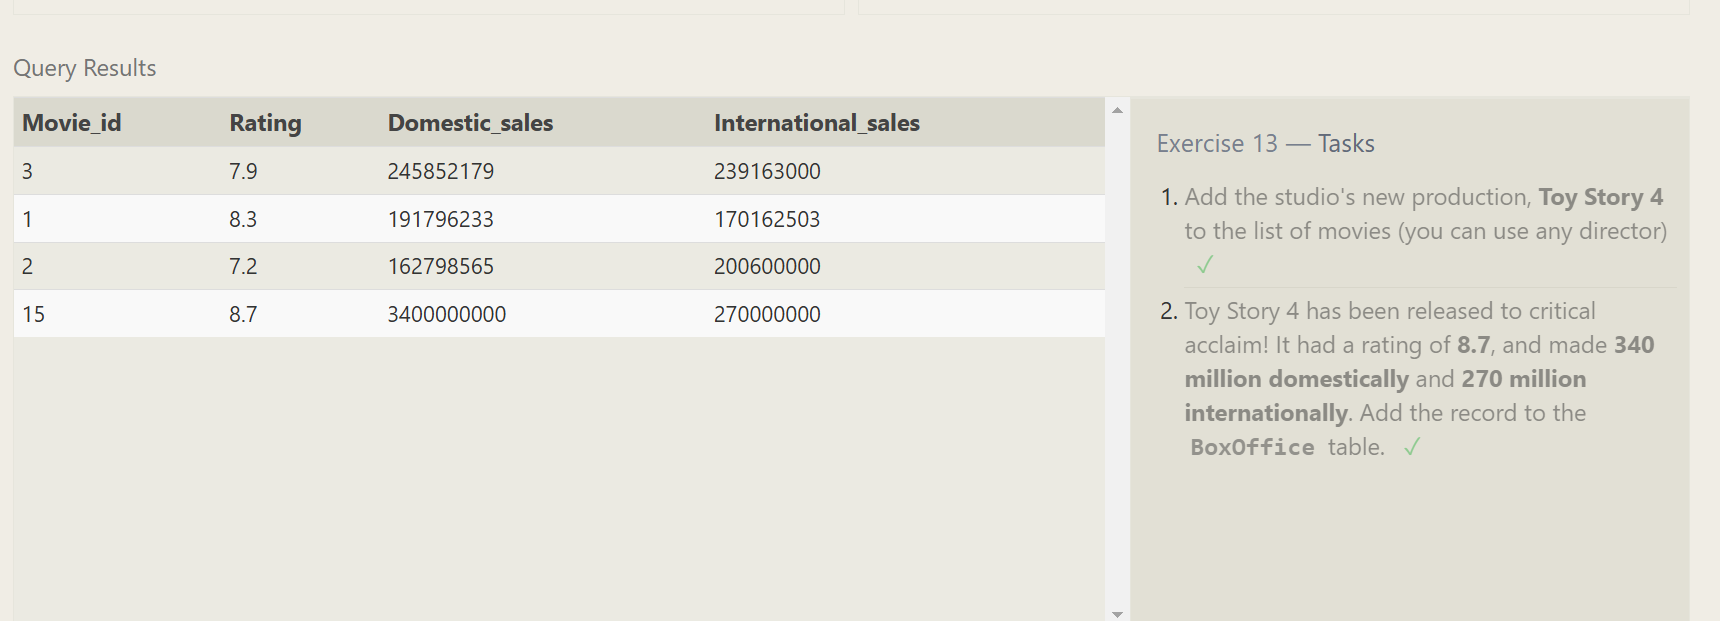 Query Results
Movie_id Rating Domestic_sales International_sales
3 7.9 245852179 239163000
1 8.3 191796233 170162503
2 7.2 162798565 200600000
15 8.7 3400000000 270000000
Exercise 13 — Tasks
1. Add the studio's new production, Toy Story 4
to the list of movies (you can use any director)
✓
2. Toy Story 4 has been released to critical
acclaim! It had a rating of 8.7, and made 340
million domestically and 270 million
internationally. Add the record to the
BoxOffice table. ✓